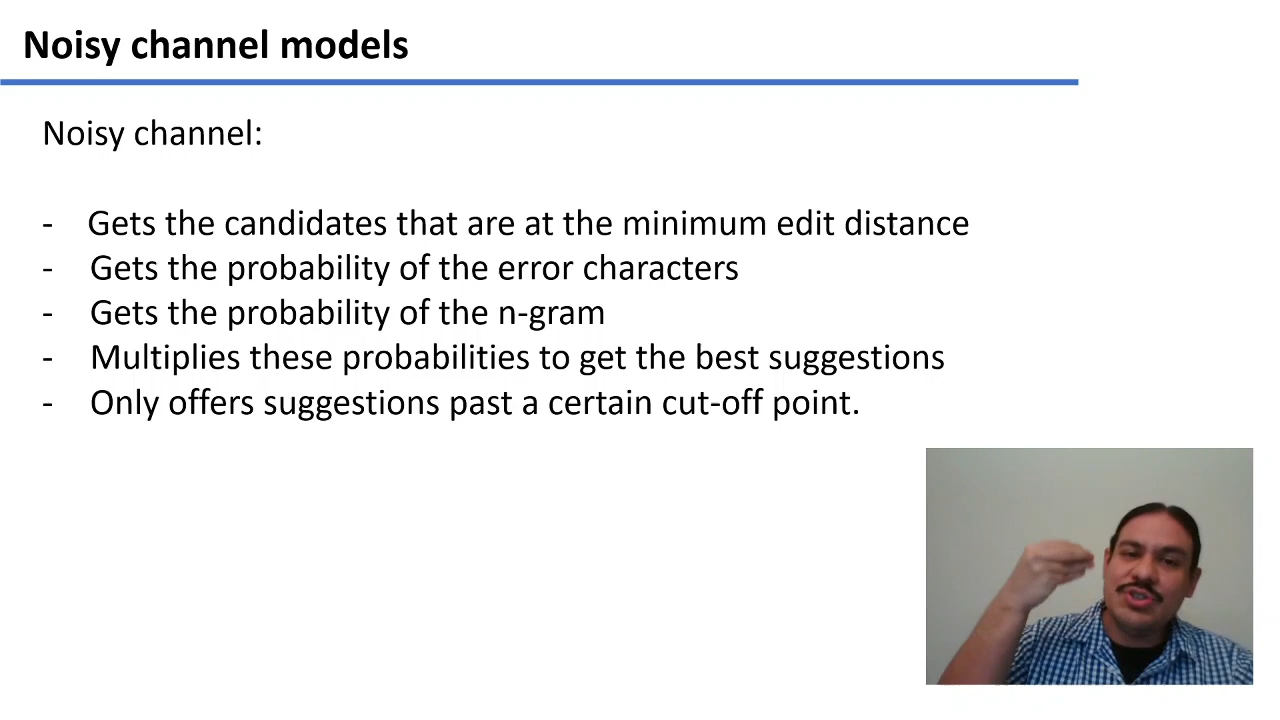 Noisy channel models
Noisy channel:
- Gets the candidates that are at the minimum edit distance
- Gets the probability of the error characters
- Gets the probability of the n-gram
- Multiplies these probabilities to get the best suggestions
- Only offers suggestions past a certain cut-off point.